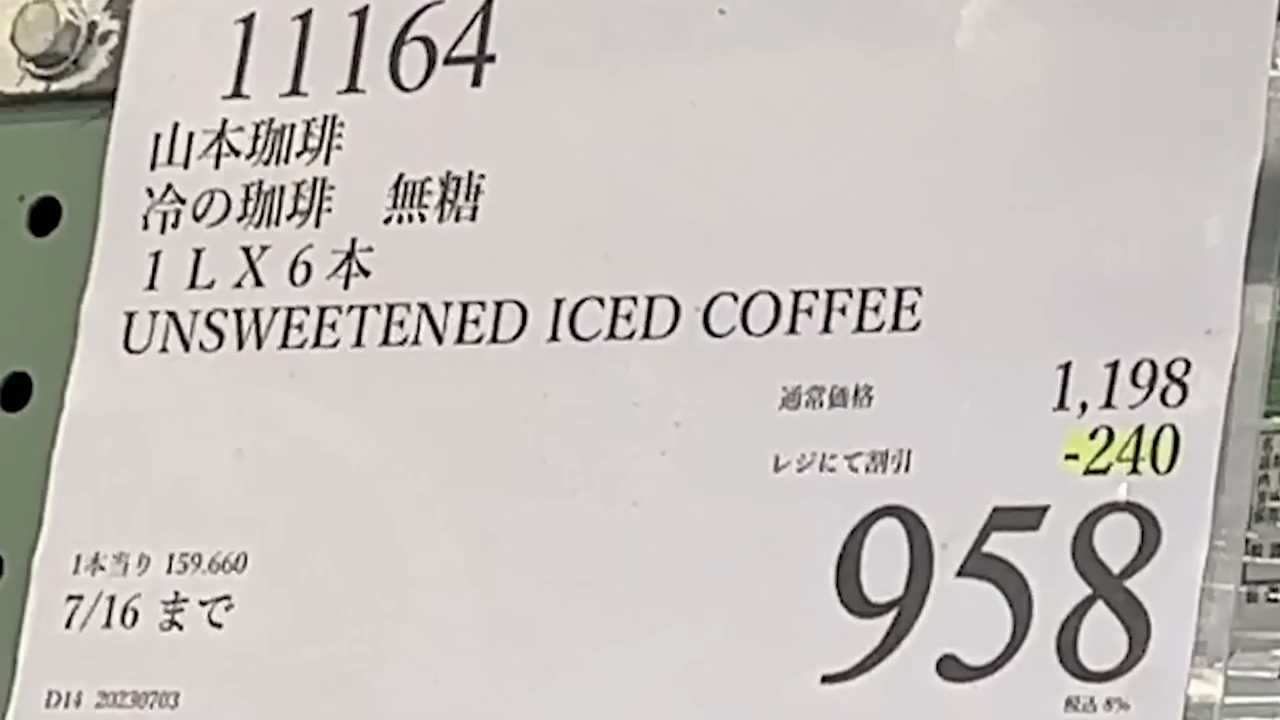 11164
山本珈琲
冷の珈琲 無糖
1LX6本
UNSWEETENED ICED COFFEE
通常価格 1,198
レジにて割引 -240
958
1本当り 159.660
7/16 まで
D14 20230703
税込 8%